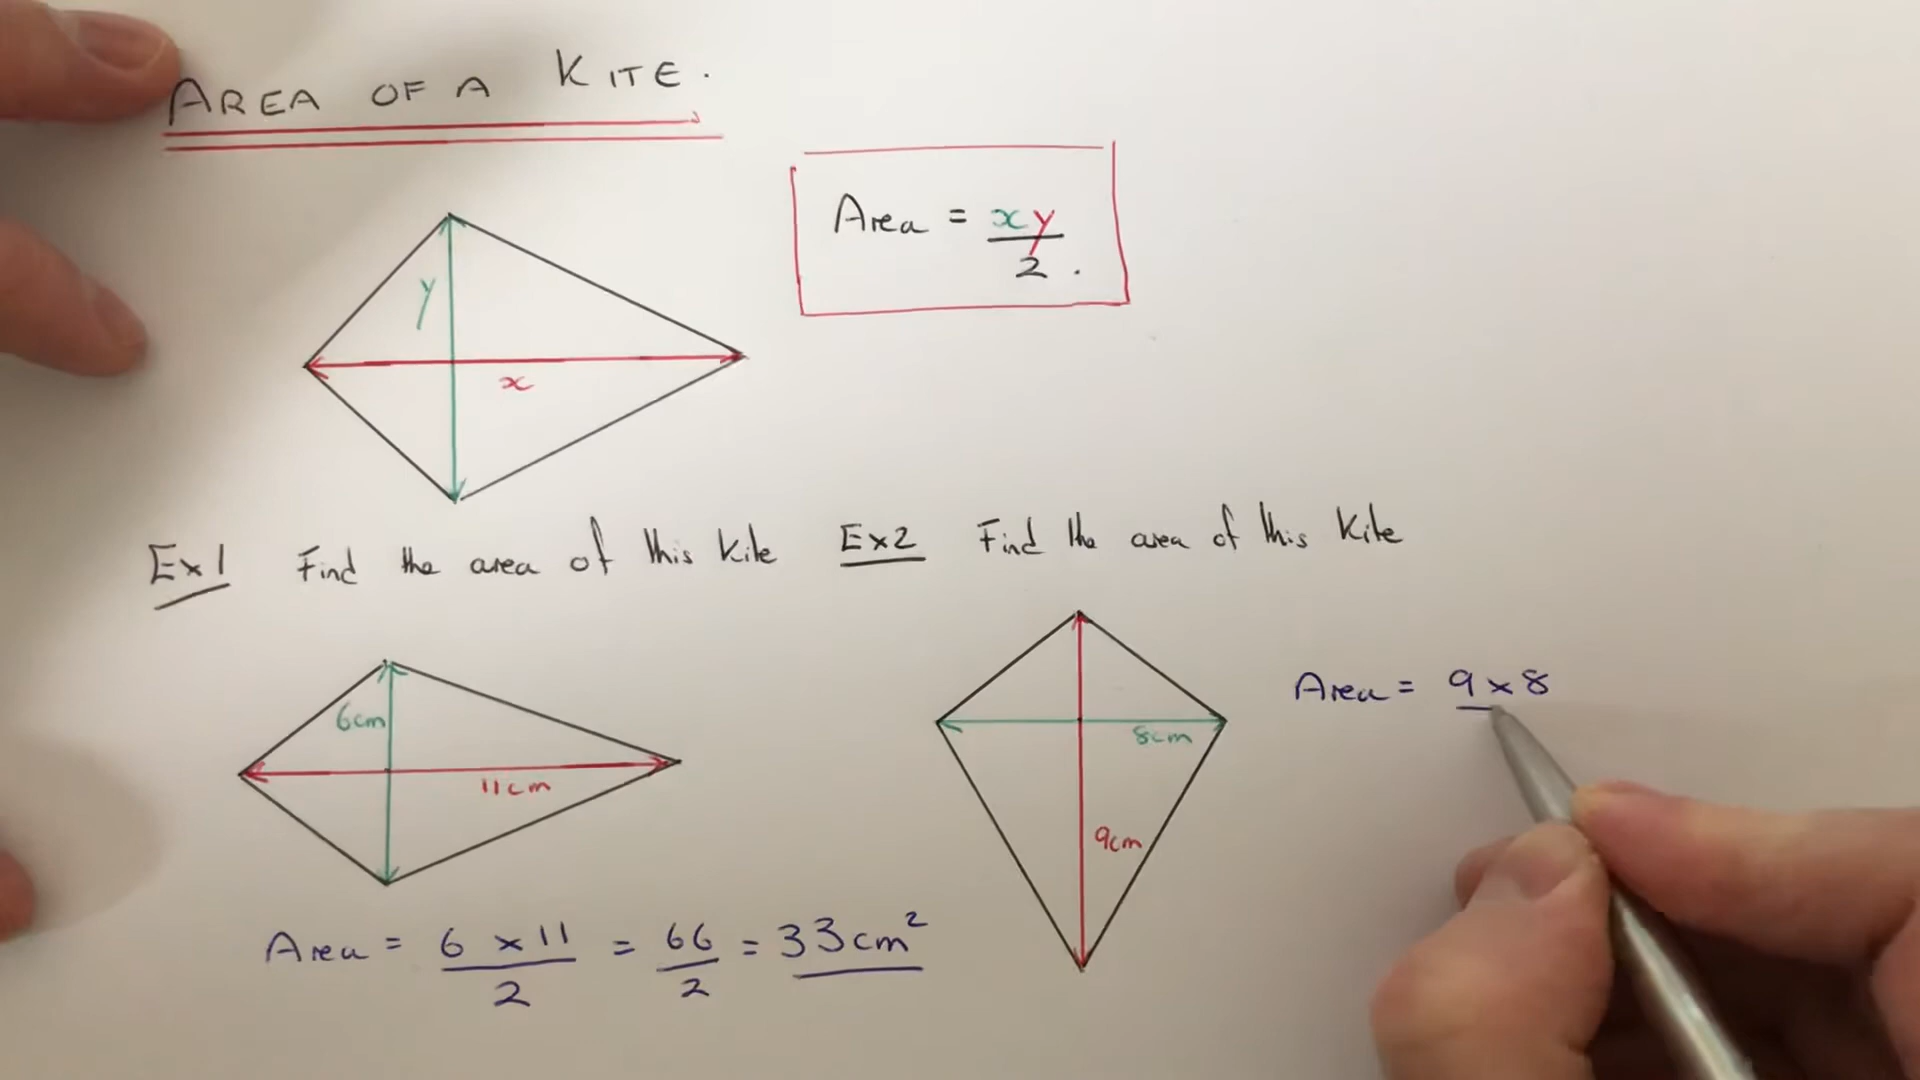 AREA OF A KITE.
Area = xy
2.
y
x
Ex1 Find the area of this kite
Ex2 Find the area of this kite
6cm
11cm
Area = 6 x 11 = 66 = 33cm²
2 2
8cm
9cm
Area = 9 x 8